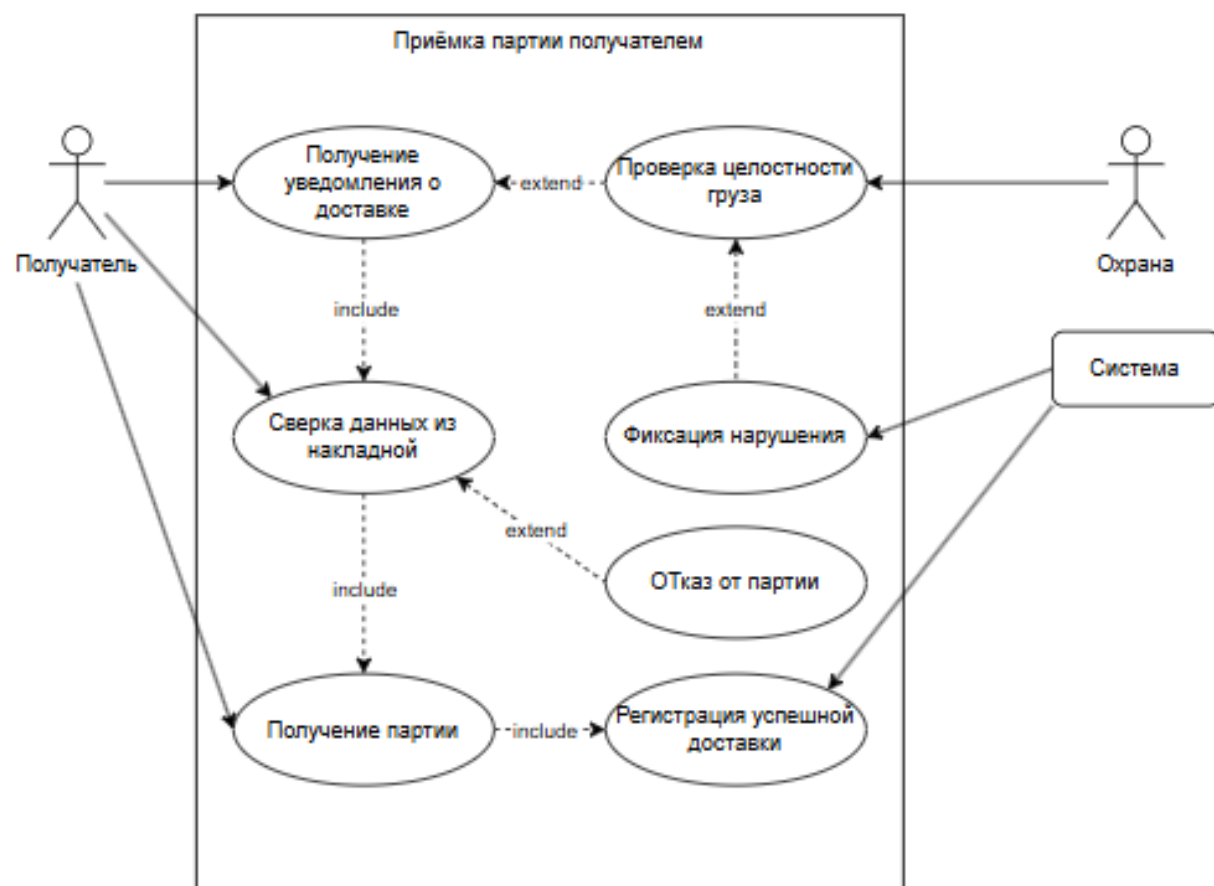 Приёмка партии получателем
Получение
уведомления о
доставке
extend
Проверка целостности
груза
Получатель
Охрана
include
extend
Система
Сверка данных из
накладной
Фиксация нарушения
extend
ОТказ от партии
include
Получение партии
include
Регистрация успешной
доставки